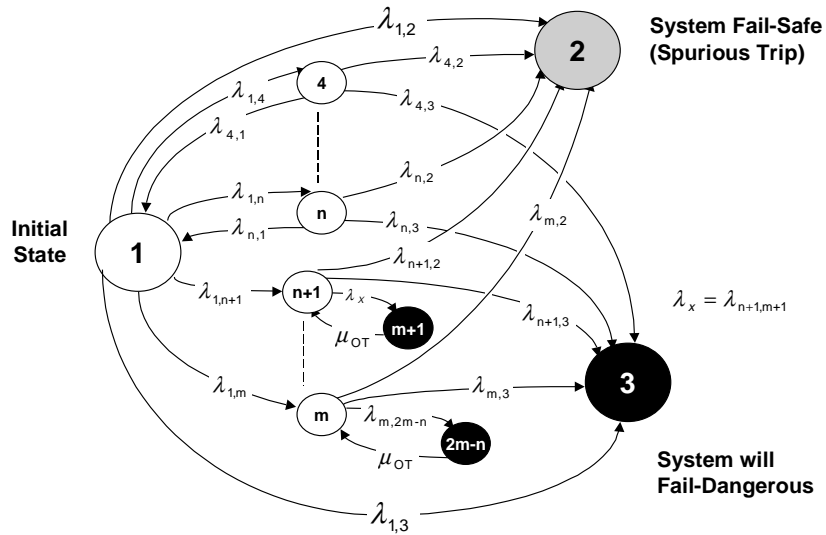 λ1,2
System Fail-Safe
(Spurious Trip)
2
λ4,2
4
λ1,4
λ4,3
λ4,1
λn,2
λ1,n
n
λm,2
Initial
State
1
λn,1
λn,3
λn+1,2
λ1,n+1
n+1
λx
λx = λn+1,m+1
λn+1,3
m+1
μOT
3
λ1,m
λm,3
m
λm,2m-n
2m-n
μOT
System will
Fail-Dangerous
λ1,3